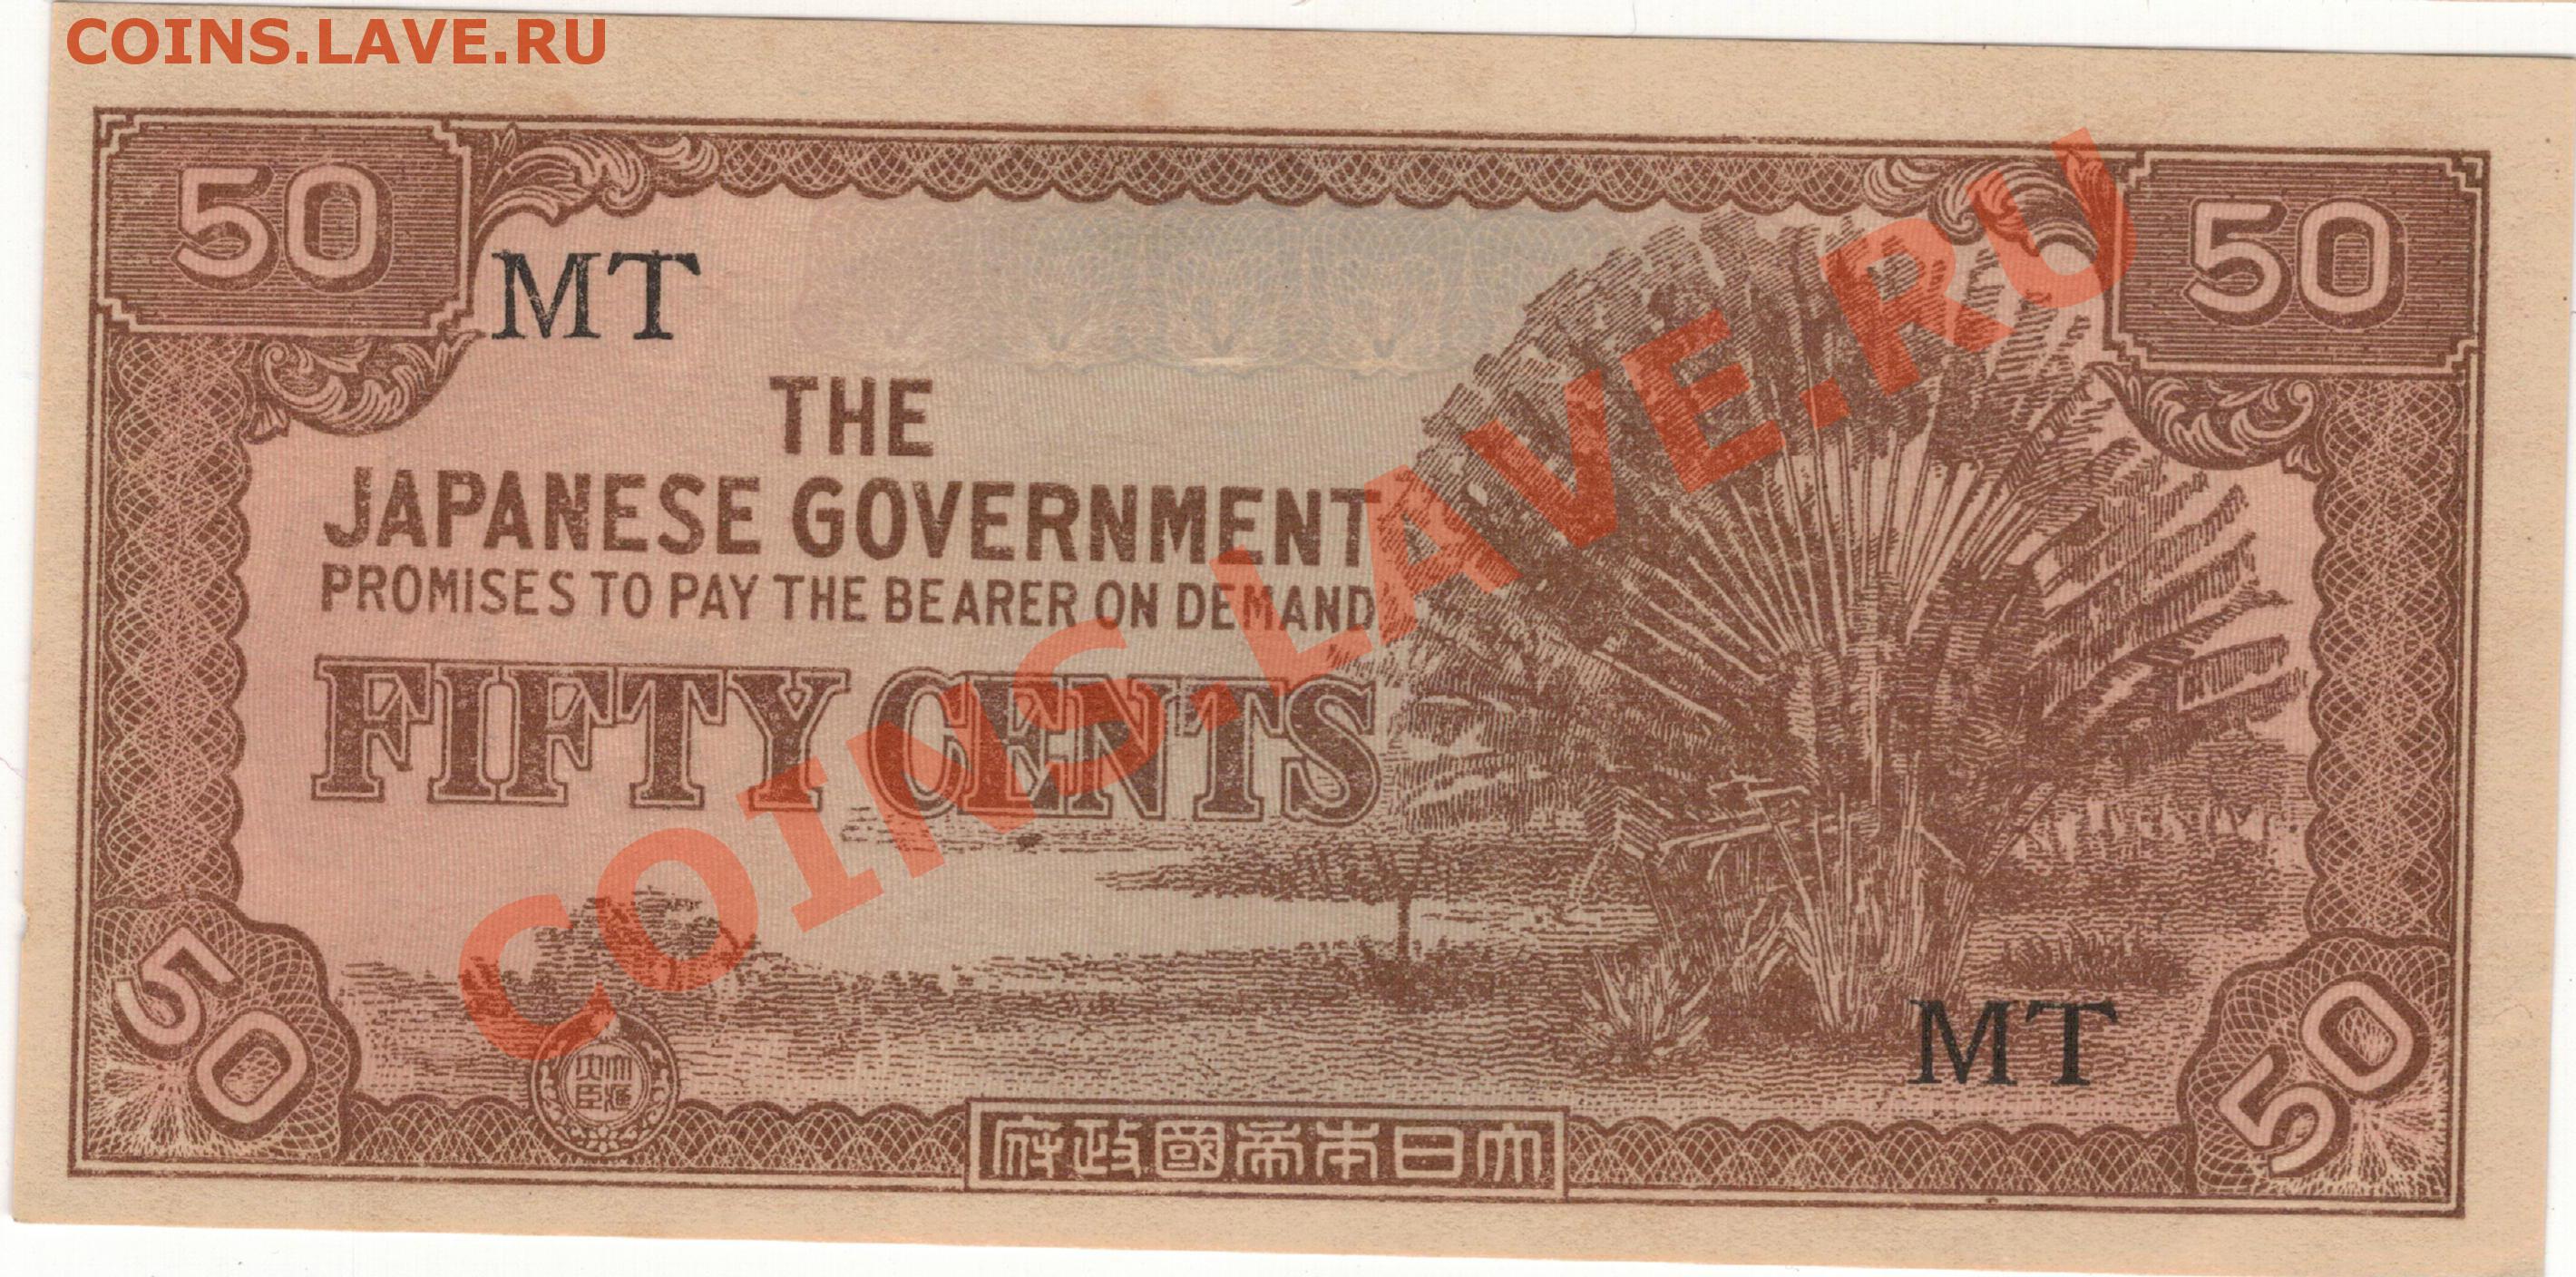 COINS.LAVE.RU
50
50
MT
THE
JAPANESE GOVERNMENT
PROMISES TO PAY THE BEARER ON DEMAND
FIFTY CENTS
COINS.LAVE.RU
MT
50
50
府政國帝本日大